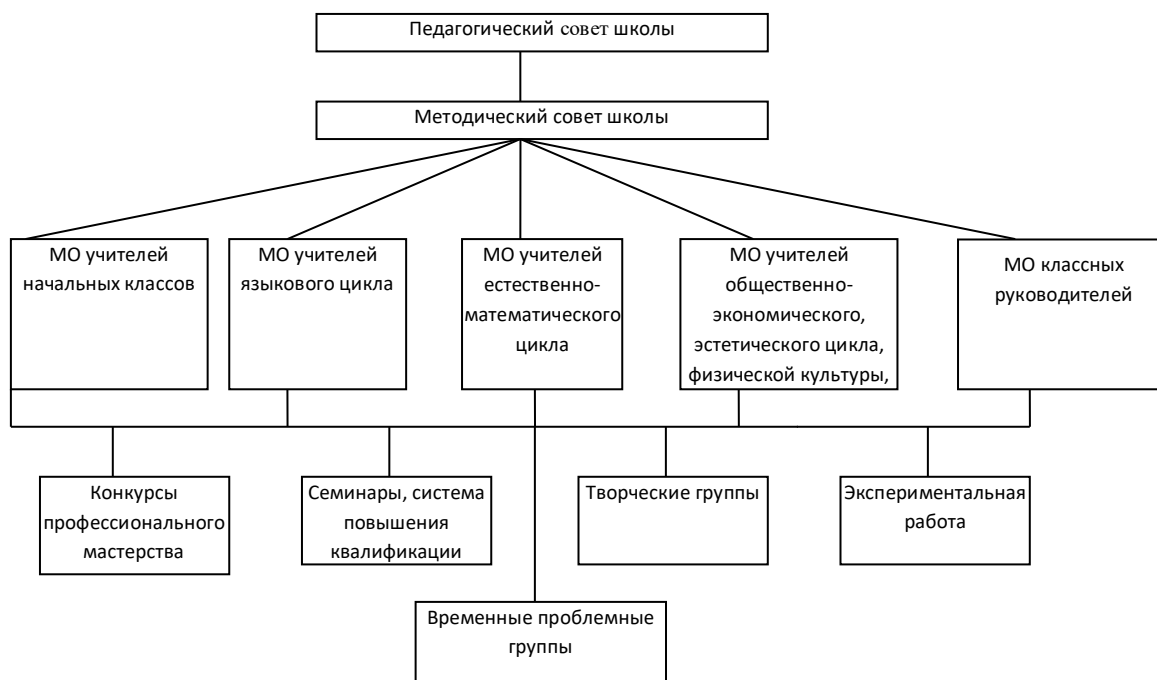 Педагогический совет школы
Методический совет школы
МО учителей
начальных классов
МО учителей
языкового цикла
МО учителей
естественно-
математического
цикла
МО учителей
общественно-
экономического,
эстетического цикла,
физической культуры,
МО классных
руководителей
Конкурсы
профессионального
мастерства
Семинары, система
повышения
квалификации
Творческие группы
Экспериментальная
работа
Временные проблемные
группы